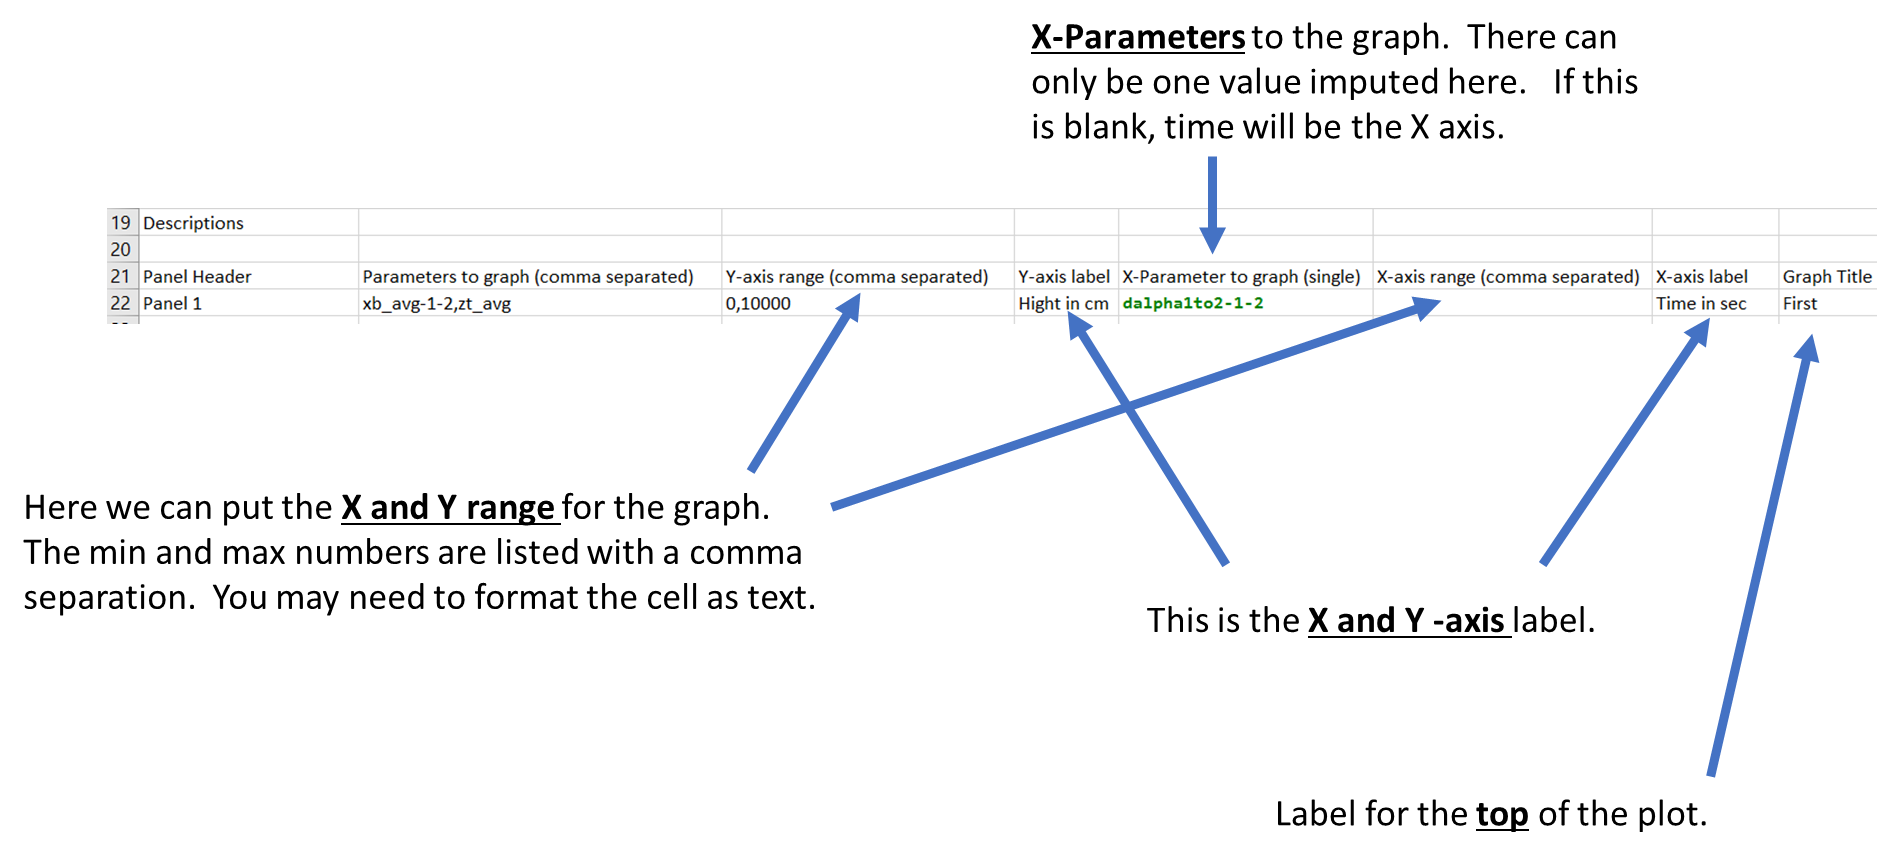 X-Parameters to the graph.  There can
only be one value imputed here.   If this
is blank, time will be the X axis.
19 Descriptions
20
21 Panel Header Parameters to graph (comma separated) Y-axis range (comma separated) Y-axis label X-Parameter to graph (single) X-axis range (comma separated) X-axis label Graph Title
22 Panel 1 xb_avg-1-2,zt_avg 0,10000 Hight in cm dalpha1to2-1-2 Time in sec First
Here we can put the X and Y range for the graph.
The min and max numbers are listed with a comma
separation.  You may need to format the cell as text.
This is the X and Y -axis label.
Label for the top of the plot.